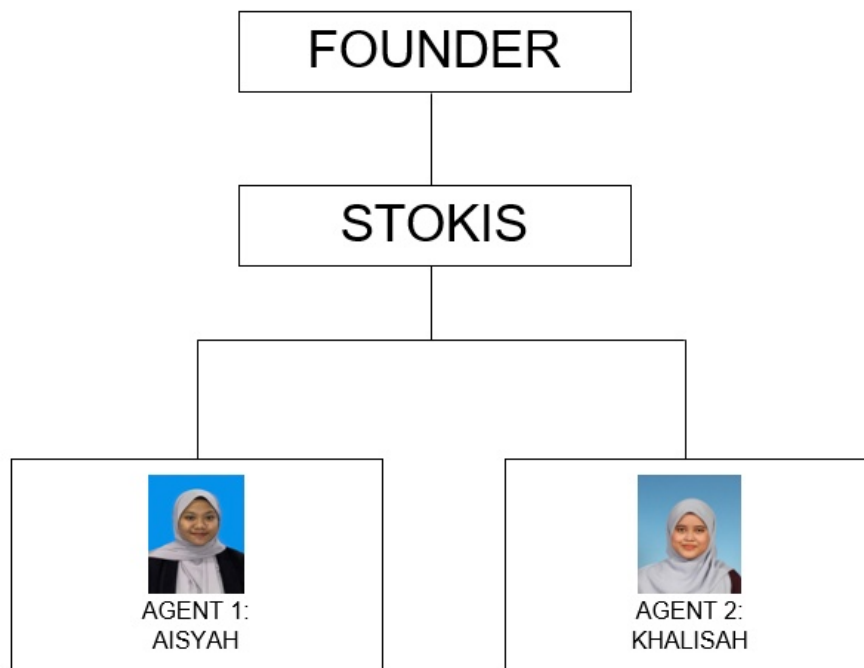 FOUNDER
STOKIS
AGENT 1:
AISYAH
AGENT 2:
KHALISAH